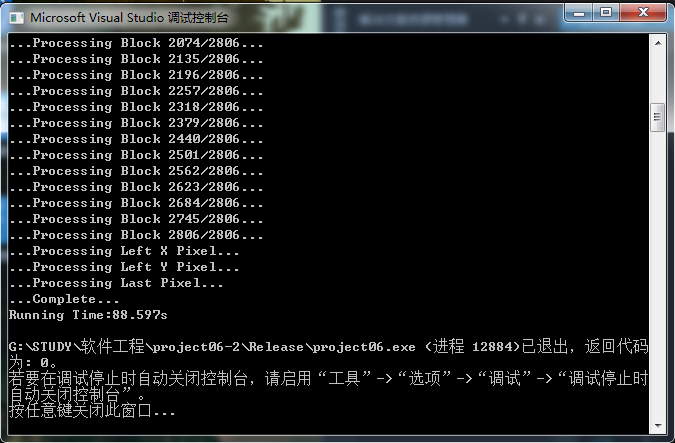 Microsoft Visual Studio 调试控制台
...Processing Block 2074/2806...
...Processing Block 2135/2806...
...Processing Block 2196/2806...
...Processing Block 2257/2806...
...Processing Block 2318/2806...
...Processing Block 2379/2806...
...Processing Block 2440/2806...
...Processing Block 2501/2806...
...Processing Block 2562/2806...
...Processing Block 2623/2806...
...Processing Block 2684/2806...
...Processing Block 2745/2806...
...Processing Block 2806/2806...
...Processing Left X Pixel...
...Processing Left Y Pixel...
...Processing Last Pixel...
...Complete...
Running Time:88.597s
G:\STUDY\软件工程\project06-2\Release\project06.exe (进程 12884)已退出，返回代码
为: 0。
若要在调试停止时自动关闭控制台，请启用“工具”->“选项”->“调试”->“调试停止时
自动关闭控制台”。
按任意键关闭此窗口...